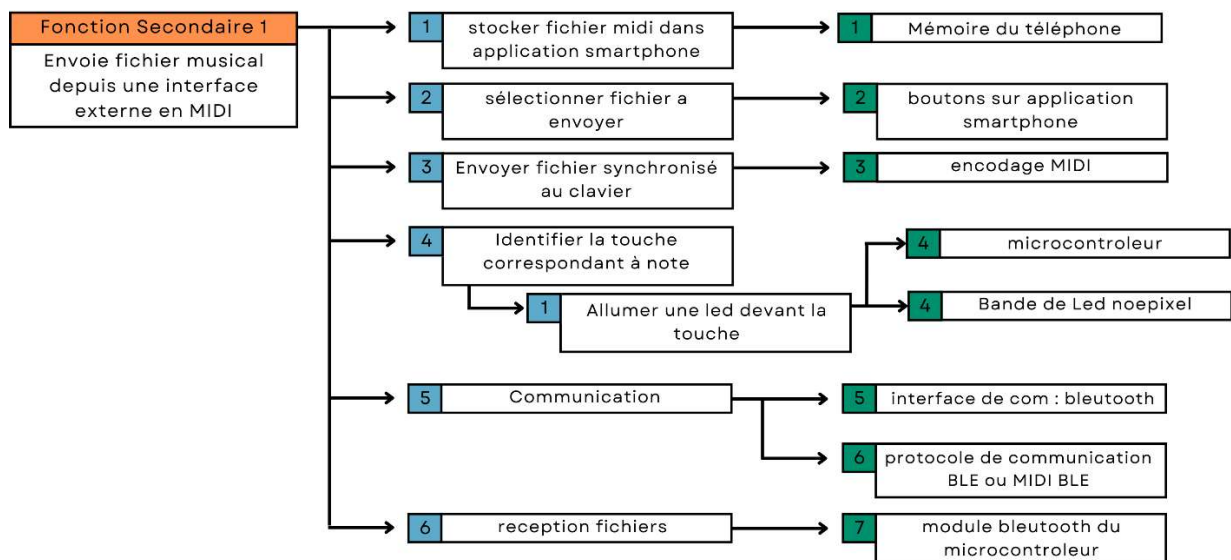 Fonction Secondaire 1
Envoie fichier musical
depuis une interface
externe en MIDI
1
stocker fichier midi dans
application smartphone
1
Mémoire du téléphone
2
sélectionner fichier a
envoyer
2
boutons sur application
smartphone
3
Envoyer fichier synchronisé
au clavier
3
encodage MIDI
4
Identifier la touche
correspondant à note
4
microcontroleur
1
Allumer une led devant la
touche
4
Bande de Led noepixel
5
Communication
5
interface de com : bleutooth
6
protocole de communication
BLE ou MIDI BLE
6
reception fichiers
7
module bleutooth du
microcontroleur